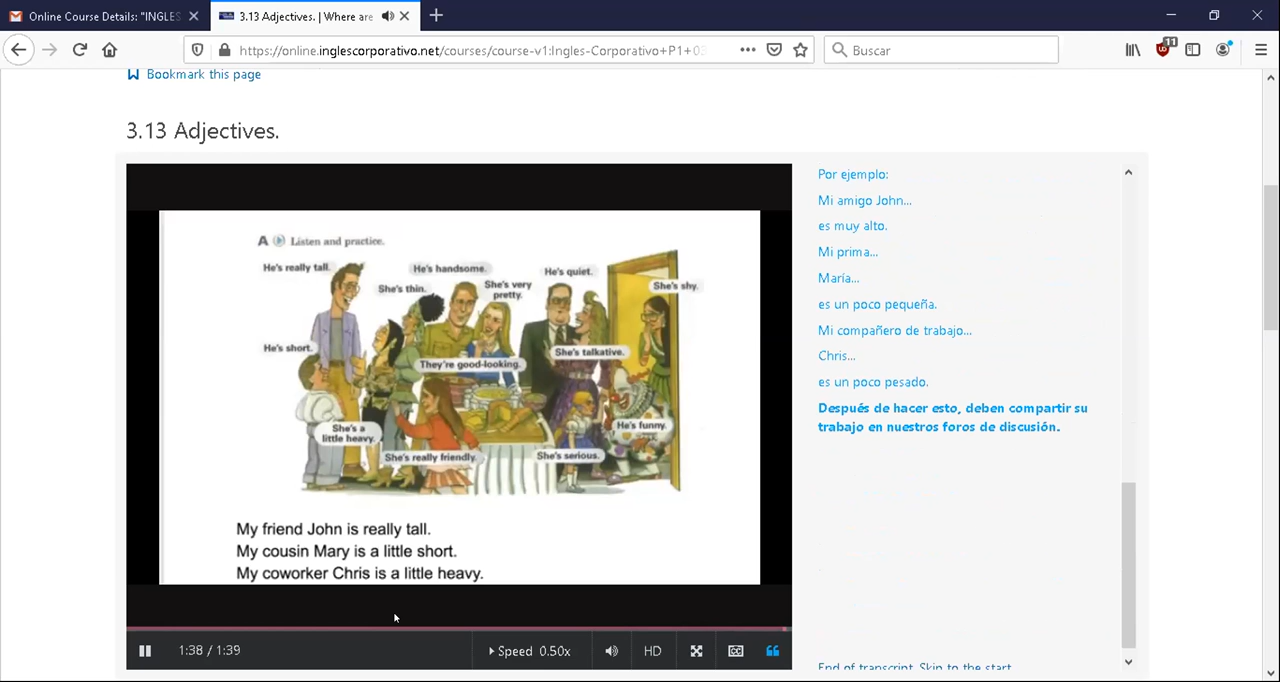 Online Course Details: "INGLES
3.13 Adjectives. | Where are
https://online.inglescorporativo.net/courses/course-v1:Ingles-Corporativo+P1+03
Buscar
11
Bookmark this page
3.13 Adjectives.
A Listen and practice.
He's really tall.
He's handsome.
He's quiet.
She's thin.
She's very
pretty.
She's shy.
He's short.
They're good-looking.
She's talkative.
She's a
little heavy.
He's funny.
She's really friendly.
She's serious.
My friend John is really tall.
My cousin Mary is a little short.
My coworker Chris is a little heavy.
1:38 / 1:39
Speed 0.50x
HD
CC
Por ejemplo:
Mi amigo John...
es muy alto.
Mi prima...
María...
es un poco pequeña.
Mi compañero de trabajo...
Chris...
es un poco pesado.
Después de hacer esto, deben compartir su
trabajo en nuestros foros de discusión.
End of transcript. Skip to the start.